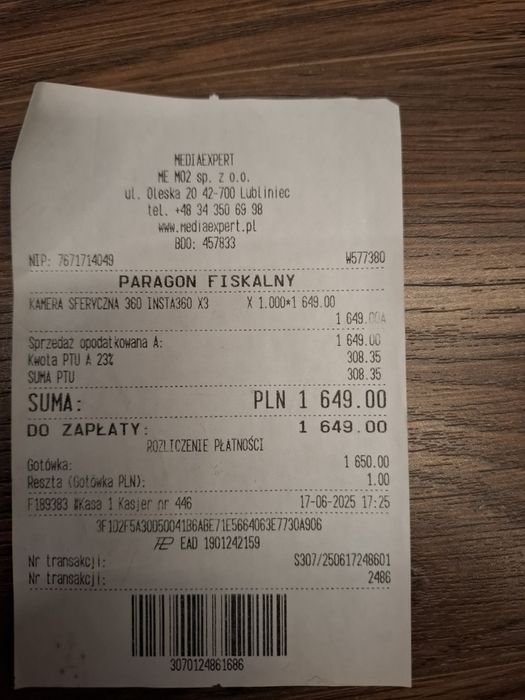 MEDIAEXPERT
ME M02 sp. z o.o.
ul. Oleska 20 42-700 Lubliniec
tel. +48 34 350 69 98
www.mediaexpert.pl
BDO: 457833
NIP: 7671714049 W577380
PARAGON FISKALNY
KAMERA SFERYCZNA 360 INSTA360 X3 X 1.000*1 649.00
1 649.00A
Sprzedaż opodatkowana A: 1 649.00
Kwota PTU A 23% 308.35
SUMA PTU 308.35
SUMA: PLN 1 649.00
DO ZAPŁATY: 1 649.00
ROZLICZENIE PŁATNOŚCI
Gotówka: 1 650.00
Reszta (Gotówka PLN): 1.00
F189383 #Kasa 1 Kasjer nr 446 17-06-2025 17:25
3F1D2F5A30D50041B6ABE71E5664063E7730A906
EAD 1901242159
Nr transakcji: S307/250617248601
Nr transakcji: 2486
3070124861686